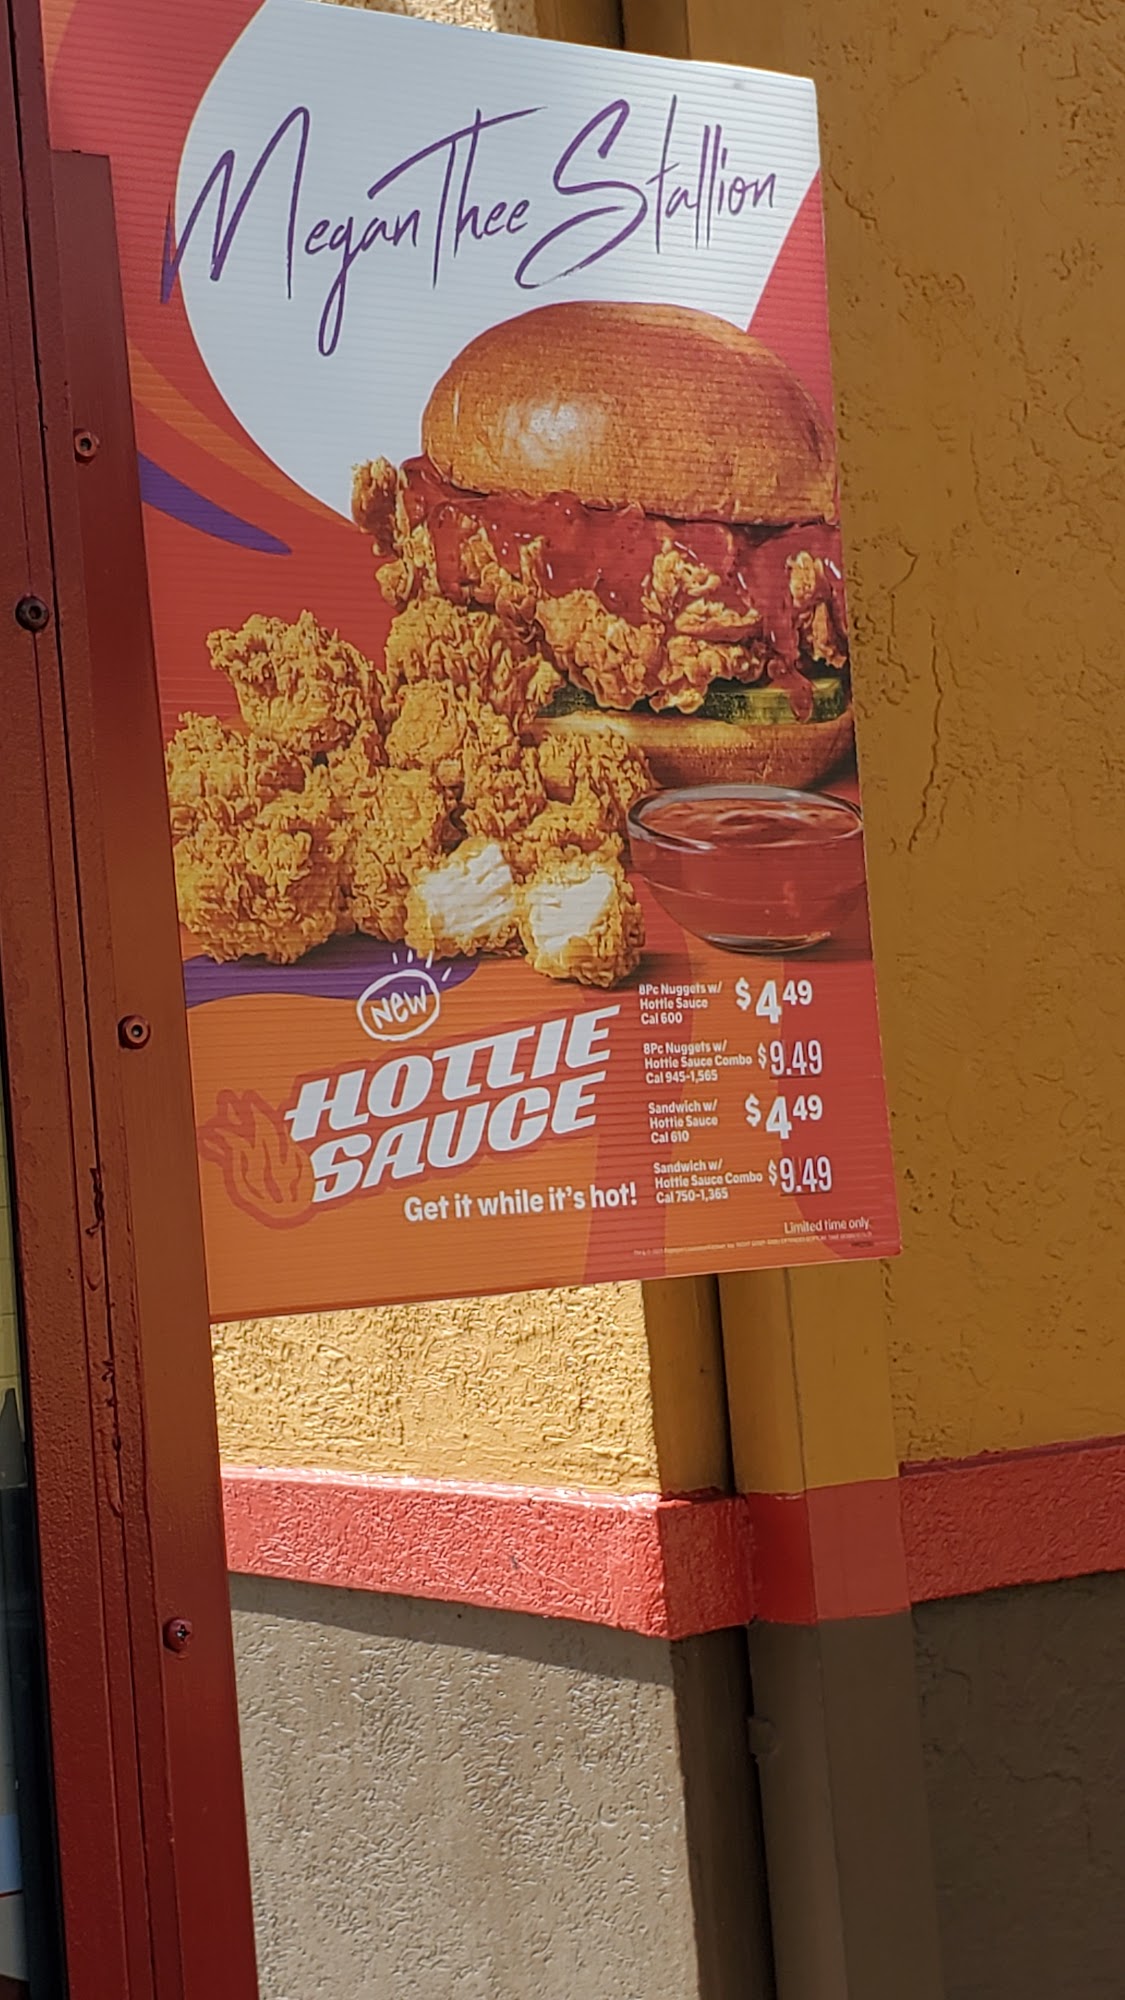 Megan Thee Stallion
New
HOTTIE
SAUCE
Get it while it's hot!
8Pc Nuggets w/
Hottie Sauce
Cal 600
$4.49
8Pc Nuggets w/
Hottie Sauce Combo
Cal 945-1,565
$9.49
Sandwich w/
Hottie Sauce
Cal 610
$4.49
Sandwich w/
Hottie Sauce Combo
Cal 750-1,365
$9.49
Limited time only.